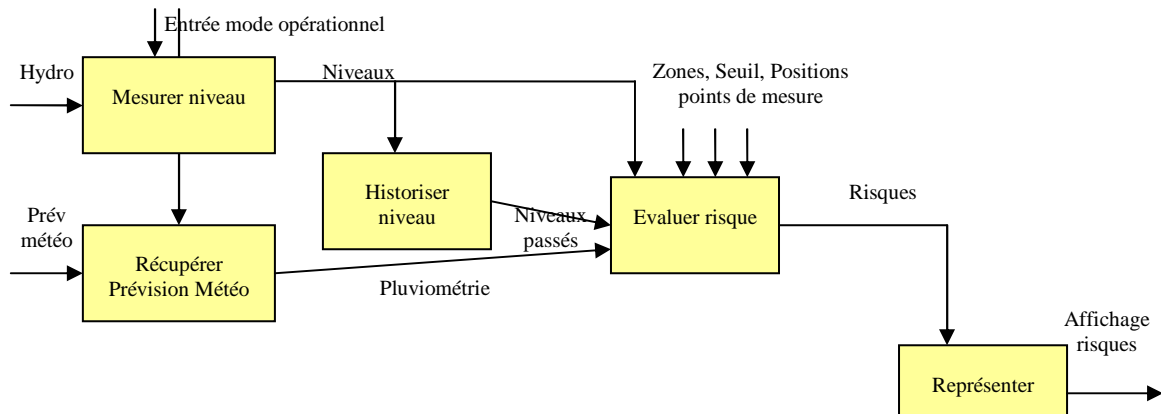 Entrée mode opérationnel
Hydro
Mesurer niveau
Niveaux
Zones, Seuil, Positions
points de mesure
Historiser
niveau
Niveaux
passés
Evaluer risque
Risques
Prév
météo
Récupérer
Prévision Météo
Pluviométrie
Affichage
risques
Représenter